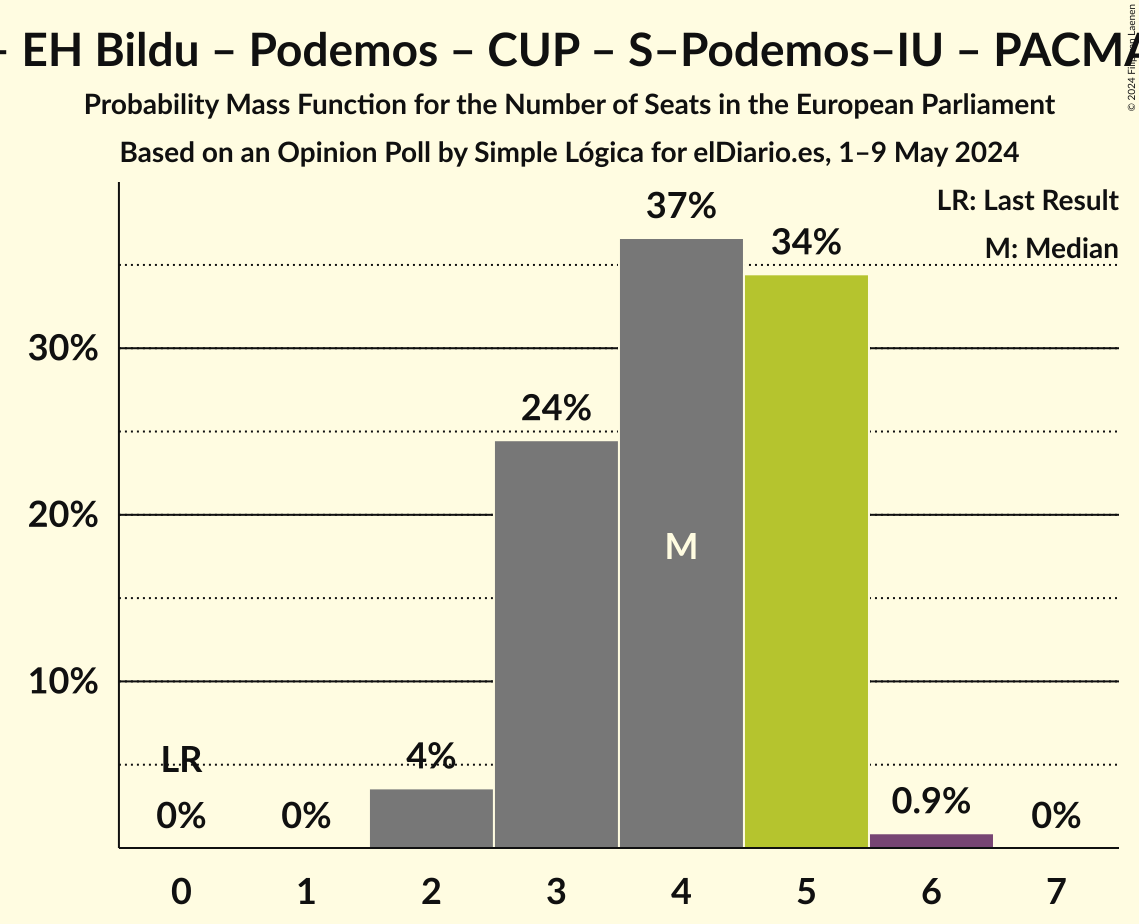 – EH Bildu – Podemos – CUP – S–Podemos–IU – PACMA
Probability Mass Function for the Number of Seats in the European Parliament
Based on an Opinion Poll by Simple Lógica for elDiario.es, 1–9 May 2024
© 2024 Filip van Laenen
LR: Last Result
M: Median
37%
34%
30%
24%
20%
M
10%
LR
4%
0%
0%
0.9%
0%
0 1 2 3 4 5 6 7